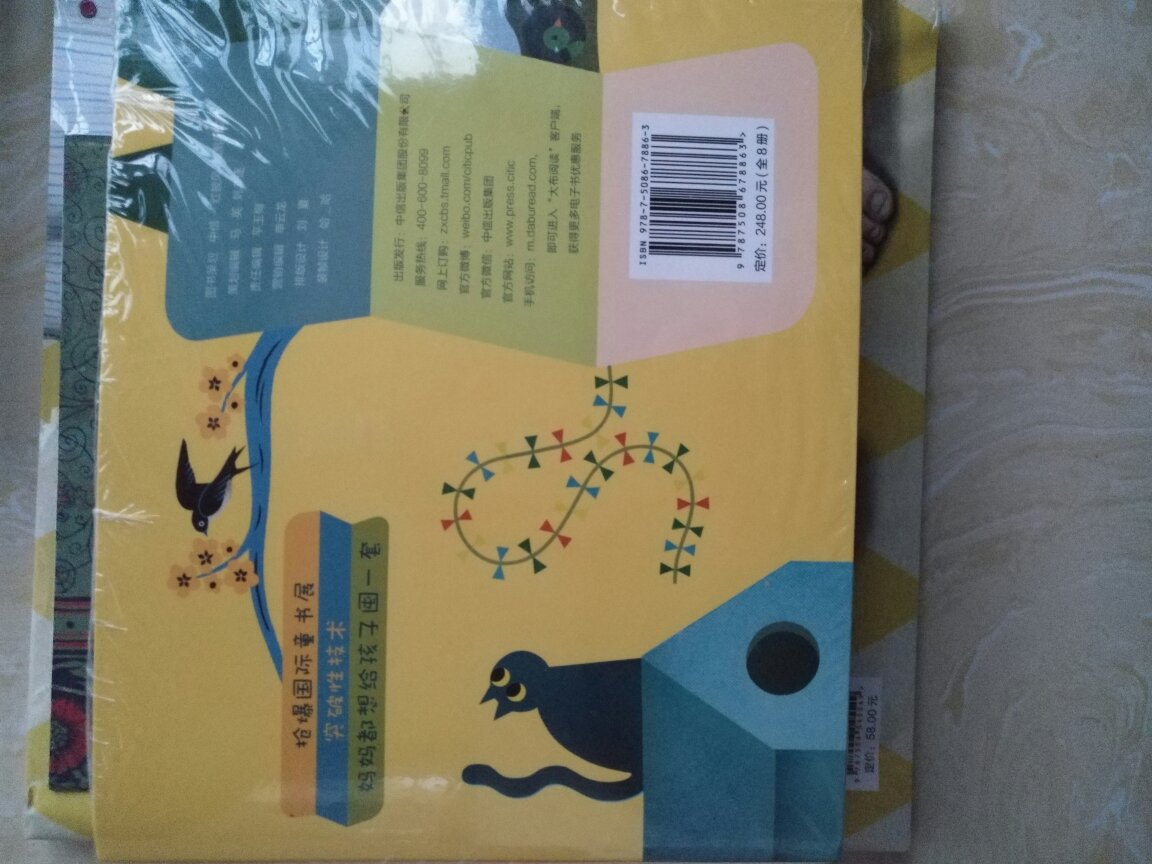 抢爆国际童书展
突破性技术
妈妈都想给孩子囤一套
出版发行：中信出版集团股份有限公司
服务热线：400-600-8099
网上订购：zxcbs.tmall.com
官方微博：weibo.com/citicpub
官方微信：中信出版集团
官方网站：www.press.citic
手机访问：m.daburead.com,
即可进入“大布阅读”客户端，
获得更多电子书优惠服务
ISBN 978-7-5086-7886-3
9 787508 678863>
定价：248.00元(全8册)
定价：68.00元